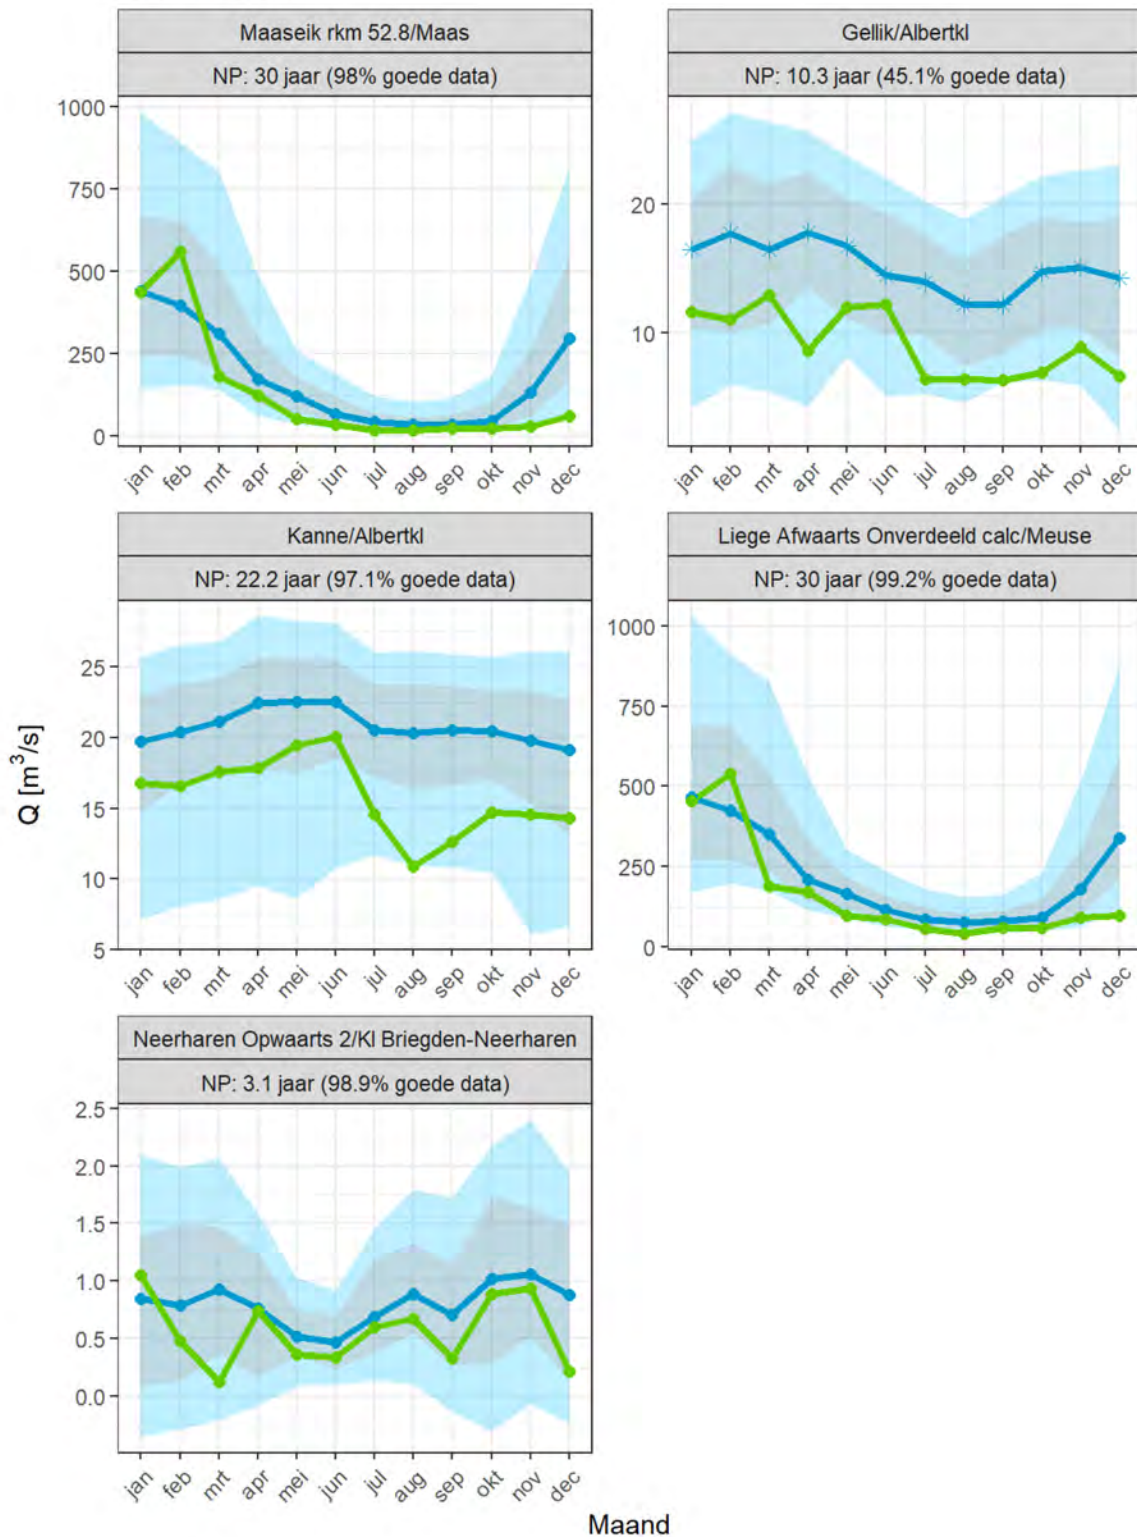 Maaseik rkm 52.8/Maas
NP: 30 jaar (98% goede data)
1000
750
500
250
0
jan feb mrt apr mei jun jul aug sep okt nov dec
Gellik/Albertkl
NP: 10.3 jaar (45.1% goede data)
20
10
jan feb mrt apr mei jun jul aug sep okt nov dec
Kanne/Albertkl
NP: 22.2 jaar (97.1% goede data)
25
20
15
10
5
jan feb mrt apr mei jun jul aug sep okt nov dec
Liege Afwaarts Onverdeeld calc/Meuse
NP: 30 jaar (99.2% goede data)
1000
750
500
250
0
jan feb mrt apr mei jun jul aug sep okt nov dec
Q [m³/s]
Neerharen Opwaarts 2/Kl Briegden-Neerharen
NP: 3.1 jaar (98.9% goede data)
2.5
2.0
1.5
1.0
0.5
0.0
jan feb mrt apr mei jun jul aug sep okt nov dec
Maand